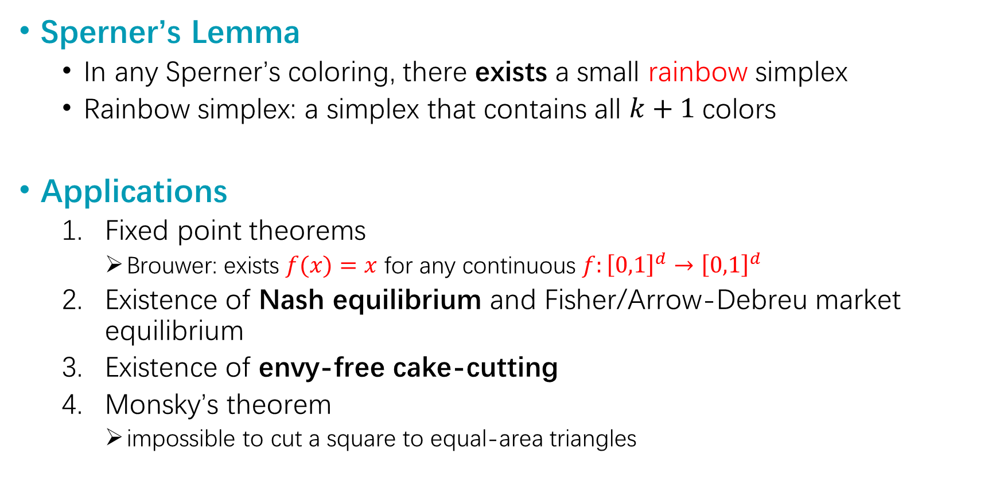 • Sperner’s Lemma
• In any Sperner’s coloring, there exists a small rainbow simplex
• Rainbow simplex: a simplex that contains all k + 1 colors
• Applications
1. Fixed point theorems
➢ Brouwer: exists f(x) = x for any continuous f: [0,1]^d → [0,1]^d
2. Existence of Nash equilibrium and Fisher/Arrow-Debreu market
equilibrium
3. Existence of envy-free cake-cutting
4. Monsky’s theorem
➢ impossible to cut a square to equal-area triangles